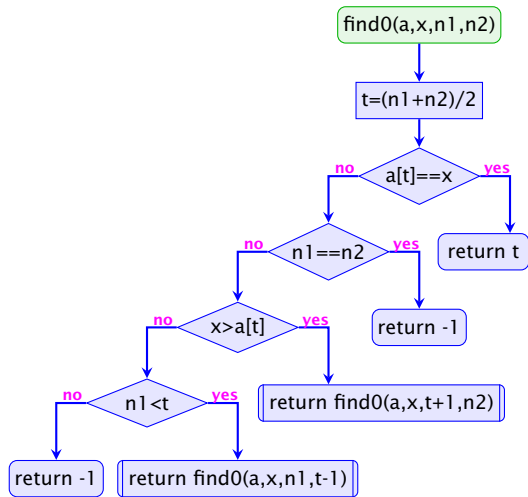 find0(a,x,n1,n2)
t=(n1+n2)/2
a[t]==x
no
yes
return t
n1==n2
no
yes
return -1
x>a[t]
no
yes
return find0(a,x,t+1,n2)
n1<t
no
yes
return -1
return find0(a,x,n1,t-1)